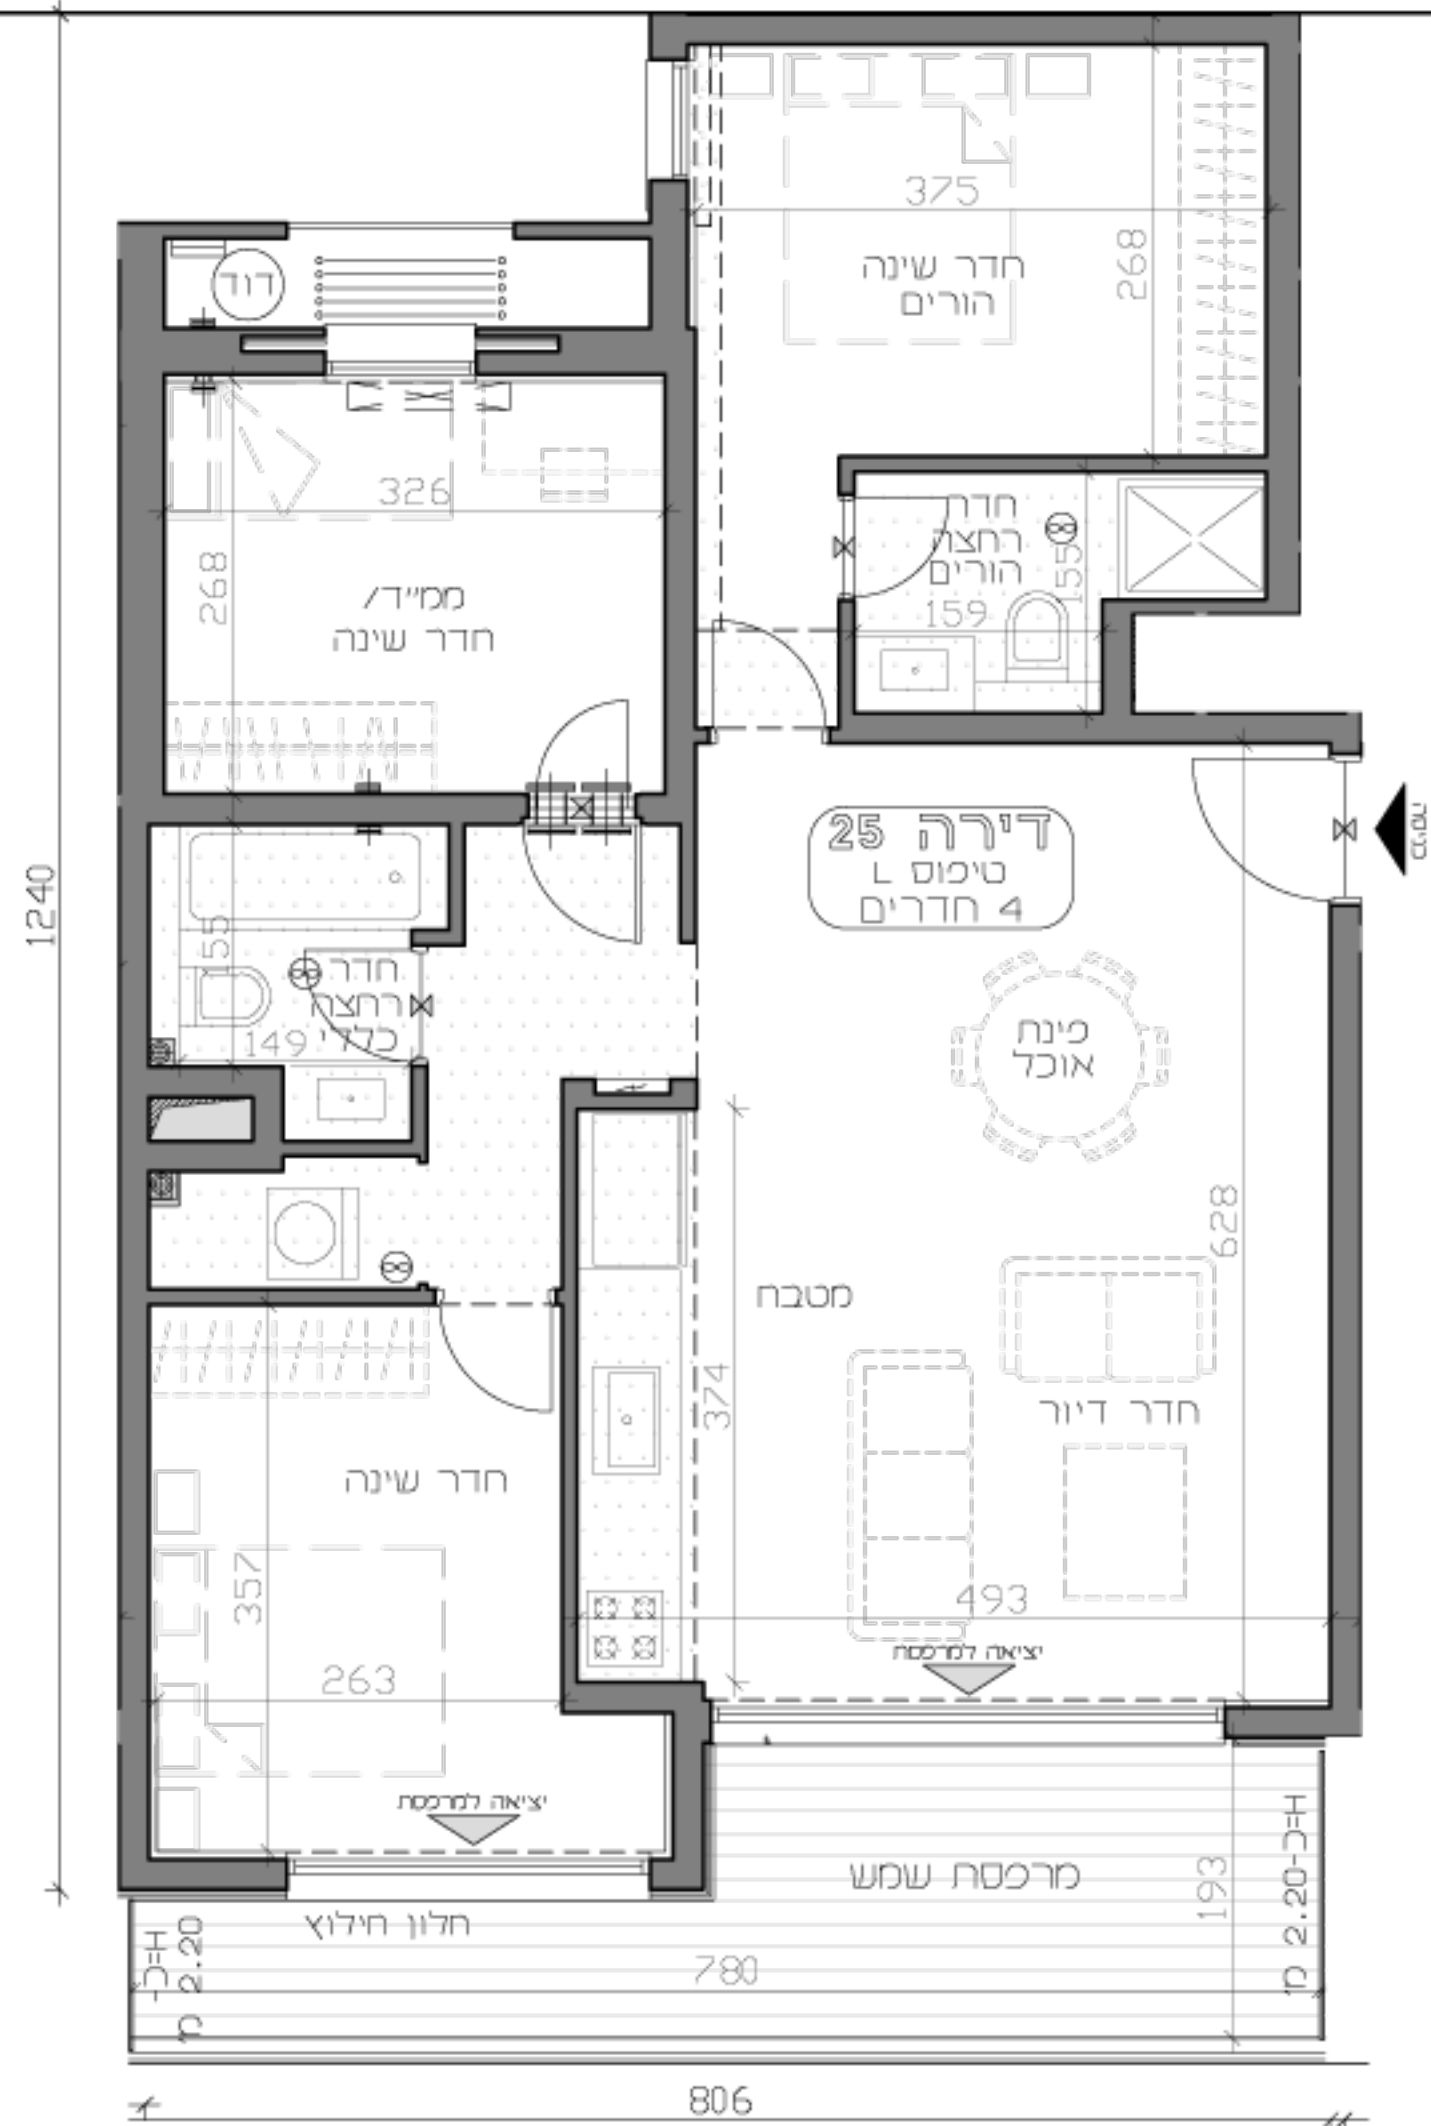 375
חדר שינה
הורים
268
דוד
326
268
ממ״ד/
חדר שינה
חדר
רחצה
הורים
155
159
דירה 25
טיפוס L
4 חדרים
כניסה
1240
155
חדר
רחצה
כללי
149
פינת
אוכל
628
מטבח
374
חדר דיור
493
יציאה למרפסת
חדר שינה
357
263
יציאה למרפסת
מרפסת שמש
193
H=כ-2.20 מ'
חלון חילוץ
H=כ-
2.20 מ'
780
806